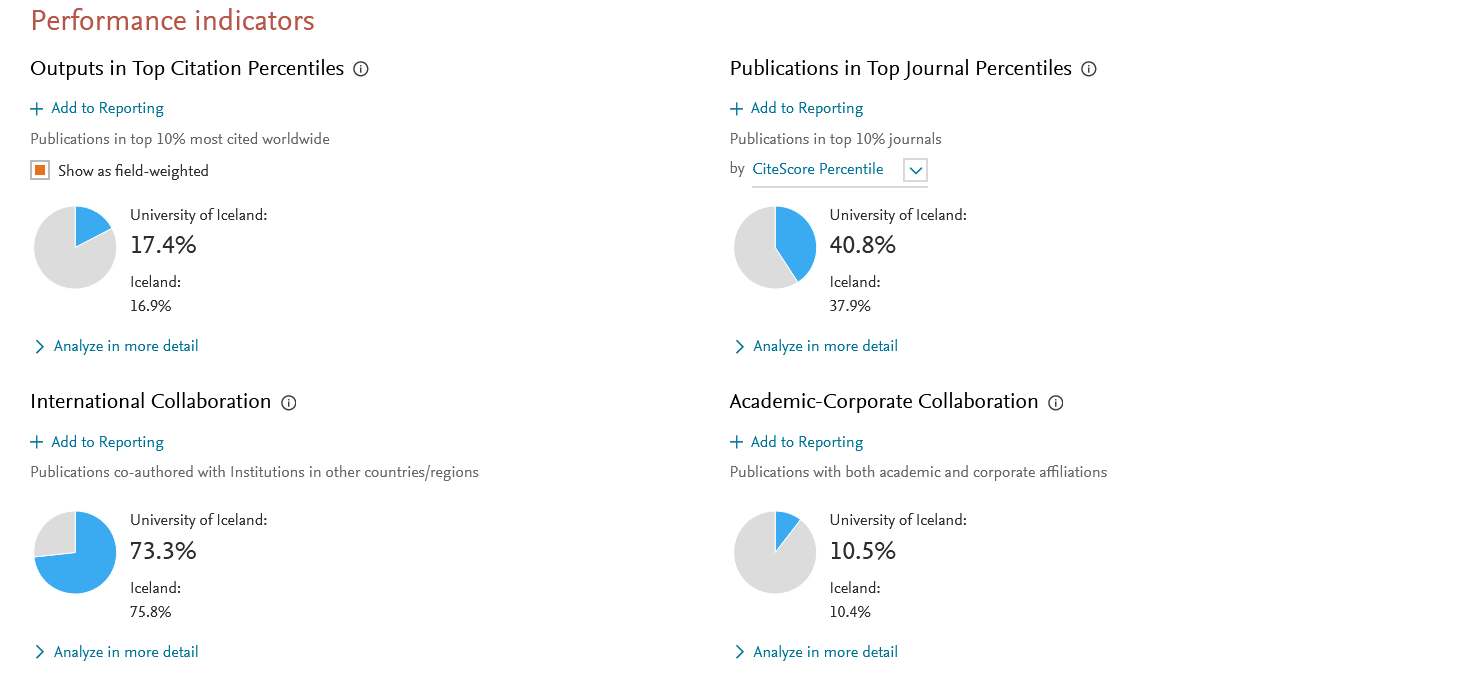 Performance indicators
Outputs in Top Citation Percentiles
Add to Reporting
Publications in top 10% most cited worldwide
Show as field-weighted
University of Iceland:
17.4%
Iceland:
16.9%
Analyze in more detail
Publications in Top Journal Percentiles
Add to Reporting
Publications in top 10% journals
by CiteScore Percentile
University of Iceland:
40.8%
Iceland:
37.9%
Analyze in more detail
International Collaboration
Add to Reporting
Publications co-authored with Institutions in other countries/regions
University of Iceland:
73.3%
Iceland:
75.8%
Analyze in more detail
Academic-Corporate Collaboration
Add to Reporting
Publications with both academic and corporate affiliations
University of Iceland:
10.5%
Iceland:
10.4%
Analyze in more detail